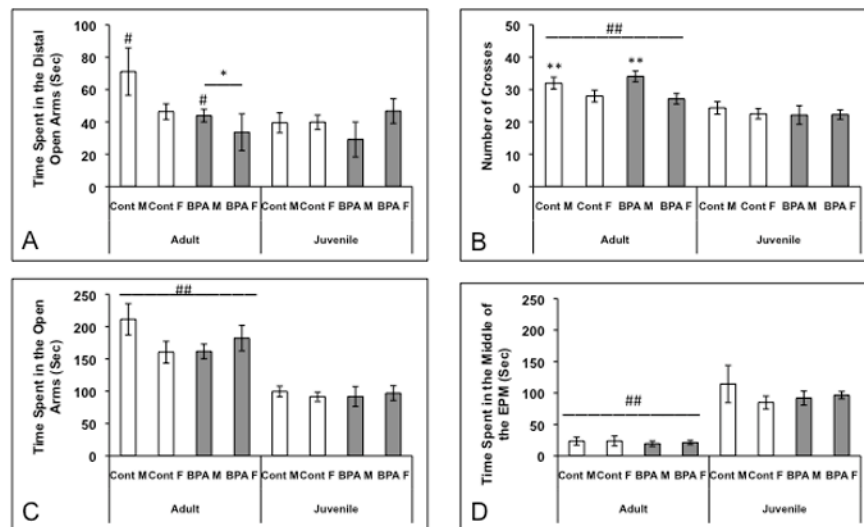 Time Spent in the Distal
Open Arms (Sec)
100
80
60
40
20
0
#
#
*
Cont M Cont F BPA M BPA F Cont M Cont F BPA M BPA F
Adult Juvenile
A
Number of Crosses
50
40
30
20
10
0
##
** **
Cont M Cont F BPA M BPA F Cont M Cont F BPA M BPA F
Adult Juvenile
B
Time Spent in the Open
Arms (Sec)
250
200
150
100
50
0
##
Cont M Cont F BPA M BPA F Cont M Cont F BPA M BPA F
Adult Juvenile
C
Time Spent in the Middle of
the EPM (Sec)
250
200
150
100
50
0
##
Cont M Cont F BPA M BPA F Cont M Cont F BPA M BPA F
Adult Juvenile
D